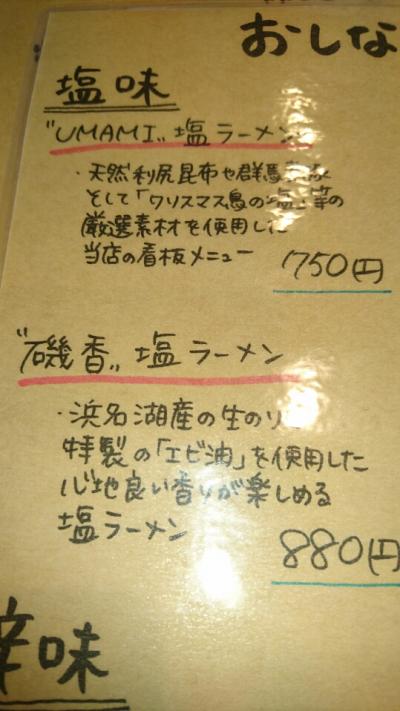 おしな
塩味
"UMAMI" 塩ラーメン
・天然利尻昆布や群馬
そして「クリスマス島の塩」等の
厳選素材を使用した
当店の看板メニュー
750円
"磯香" 塩ラーメン
・浜名湖産の生のり
特製の「エビ油」を使用した
心地良い香りが楽しめる
塩ラーメン
880円
辛味